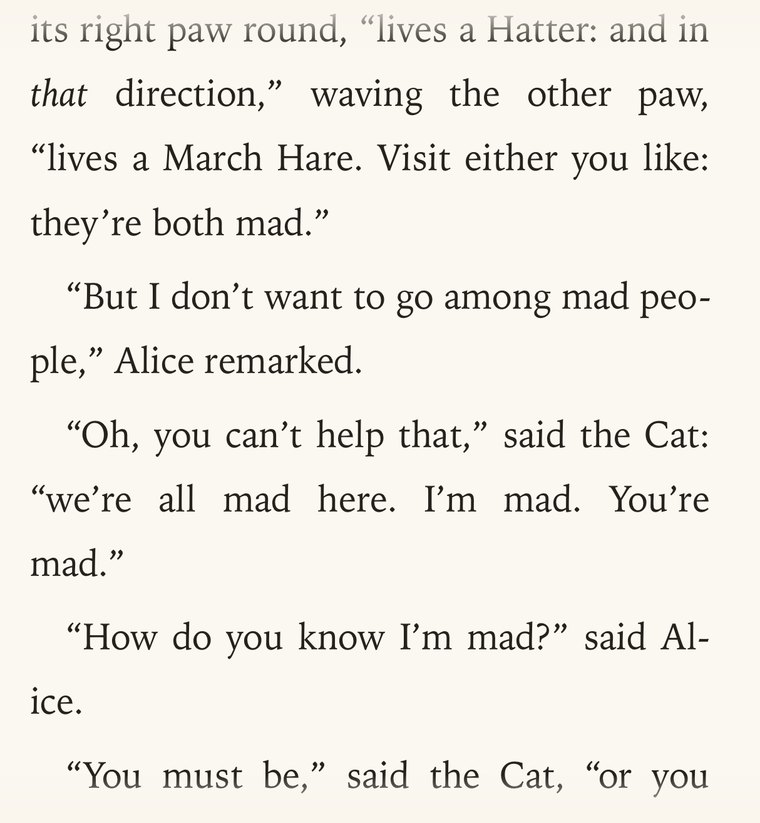 its right paw round, “lives a Hatter: and in
that direction,” waving the other paw,
“lives a March Hare. Visit either you like:
they’re both mad.”
“But I don’t want to go among mad peo-
ple,” Alice remarked.
“Oh, you can’t help that,” said the Cat:
“we’re all mad here. I’m mad. You’re
mad.”
“How do you know I’m mad?” said Al-
ice.
“You must be,” said the Cat, “or you